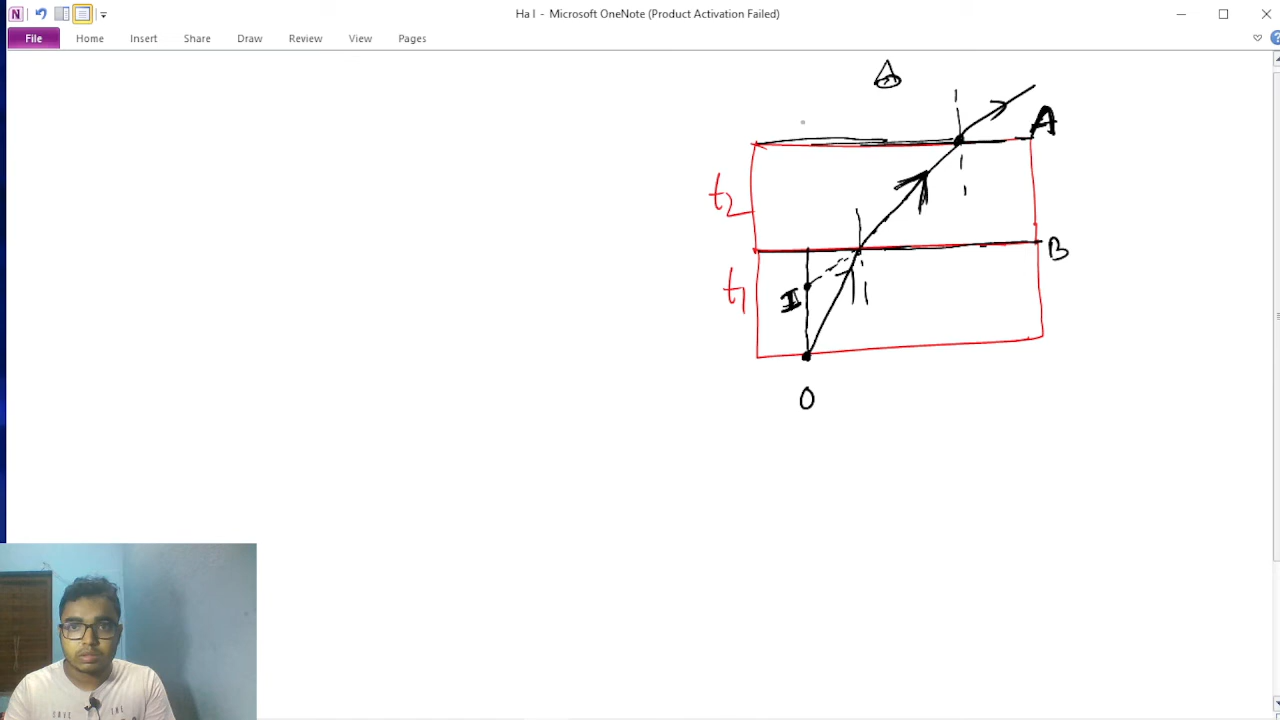 Ha l - Microsoft OneNote (Product Activation Failed)
File Home Insert Share Draw Review View Pages
A
t2
B
t1
I
O